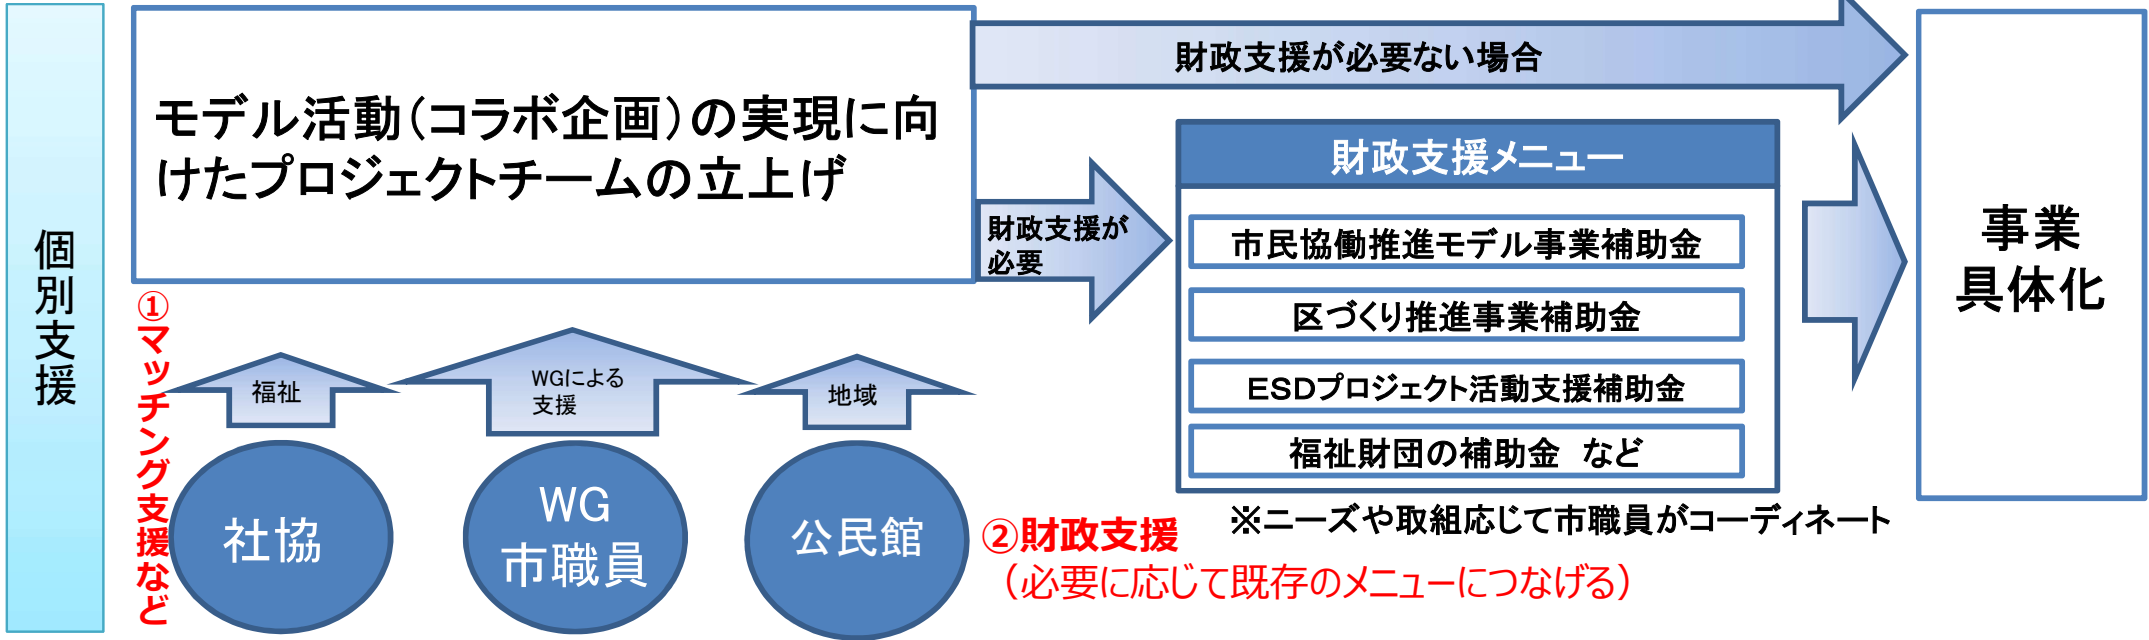 個別支援
モデル活動（コラボ企画）の実現に向
けたプロジェクトチームの立上げ
財政支援が必要ない場合
財政支援が
必要
財政支援メニュー
市民協働推進モデル事業補助金
区づくり推進事業補助金
ESDプロジェクト活動支援補助金
福祉財団の補助金　など
※ニーズや取組応じて市職員がコーディネート
事業
具体化
①マッチング支援など
福祉
WGによる
支援
地域
社協
WG
市職員
公民館
②財政支援
（必要に応じて既存のメニューにつなげる）